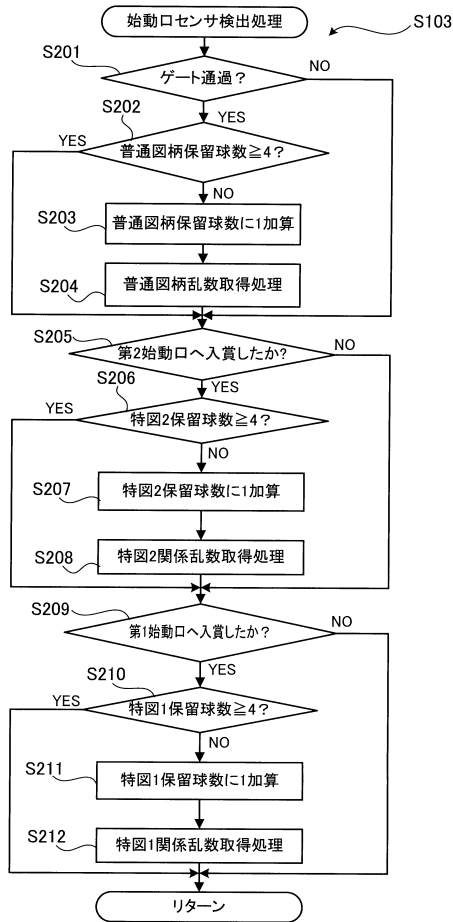 始動口センサ検出処理
S103
S201
ゲート通過？
NO
YES
S202
YES
普通図柄保留球数≧4？
NO
S203
普通図柄保留球数に1加算
S204
普通図柄乱数取得処理
S205
第2始動口へ入賞したか？
NO
YES
S206
YES
特図2保留球数≧4？
NO
S207
特図2保留球数に1加算
S208
特図2関係乱数取得処理
S209
第1始動口へ入賞したか？
NO
YES
S210
YES
特図1保留球数≧4？
NO
S211
特図1保留球数に1加算
S212
特図1関係乱数取得処理
リターン